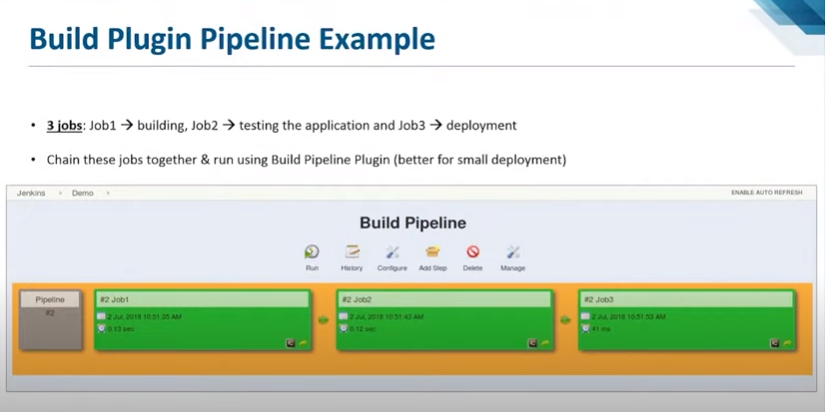 Build Plugin Pipeline Example
• 3 jobs: Job1 → building, Job2 → testing the application and Job3 → deployment
• Chain these jobs together & run using Build Pipeline Plugin (better for small deployment)
Jenkins › Demo › ENABLE AUTO REFRESH
Build Pipeline
Run History Configure Add Step Delete Manage
Pipeline
#2
#2 Job1
2 Jul, 2018 10:51:35 AM
0.13 sec
#2 Job2
2 Jul, 2018 10:51:43 AM
0.12 sec
#2 Job3
2 Jul, 2018 10:51:53 AM
41 ms